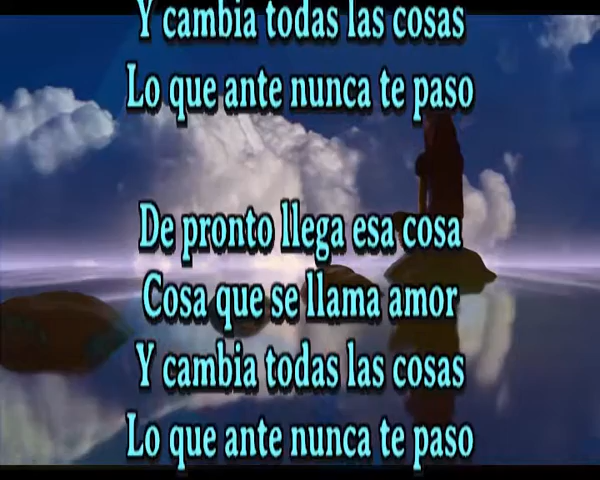 Y cambia todas las cosas
Lo que ante nunca te paso
De pronto llega esa cosa
Cosa que se llama amor
Y cambia todas las cosas
Lo que ante nunca te paso